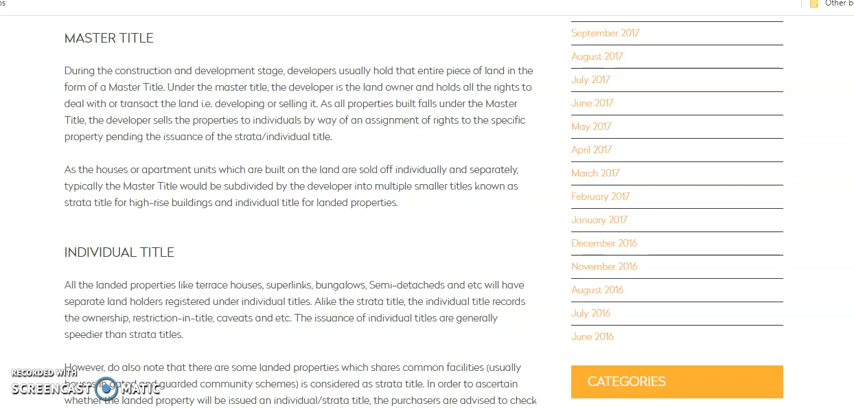 Other b
MASTER TITLE
During the construction and development stage, developers usually hold that entire piece of land in the
form of a Master Title. Under the master title, the developer is the land owner and holds all the rights to
deal with or transact the land i.e. developing or selling it. As all properties built falls under the Master
Title, the developer sells the properties to individuals by way of an assignment of rights to the specific
property pending the issuance of the strata/individual title.
As the houses or apartment units which are built on the land are sold off individually and separately,
typically the Master Title would be subdivided by the developer into multiple smaller titles known as
strata title for high-rise buildings and individual title for landed properties.
INDIVIDUAL TITLE
All the landed properties like terrace houses, superlinks, bungalows, Semi-detacheds and etc will have
separate land holders registered under individual titles. Alike the strata title, the individual title records
the ownership, restriction-in-title, caveats and etc. The issuance of individual titles are generally
speedier than strata titles.
However, do also note that there are some landed properties which shares common facilities (usually
houses in gated and guarded community schemes) is considered as strata title. In order to ascertain
whether the landed property will be issued an individual/strata title, the purchasers are advised to check
September 2017
August 2017
July 2017
June 2017
May 2017
April 2017
March 2017
February 2017
January 2017
December 2016
November 2016
August 2016
July 2016
June 2016
CATEGORIES
RECORDED WITH
SCREENCAST MATIC